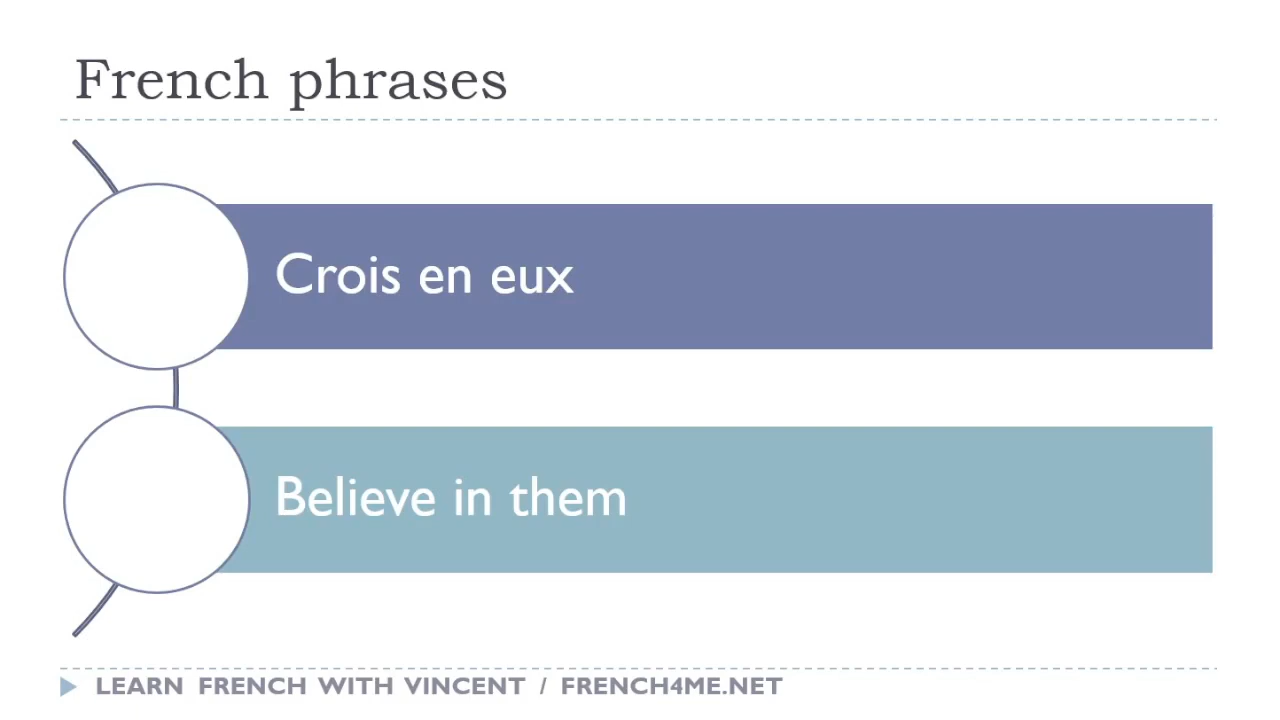 French phrases
Crois en eux
Believe in them
LEARN FRENCH WITH VINCENT / FRENCH4ME.NET